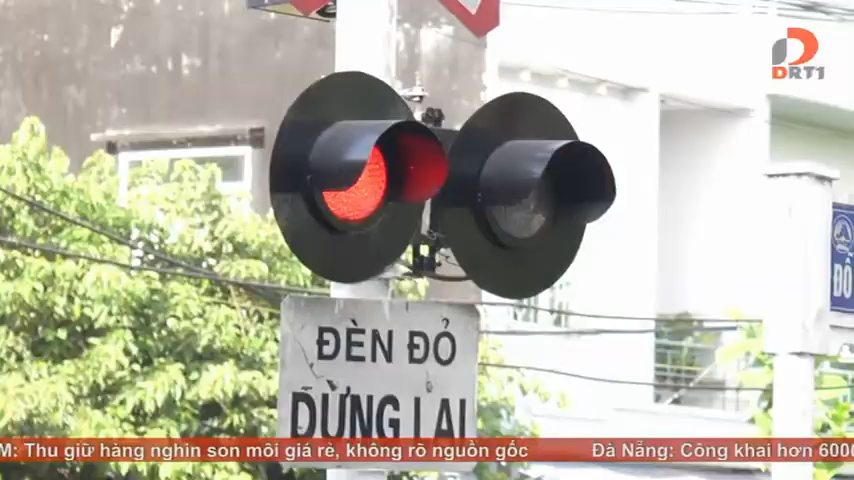 DRT1
ĐÈN ĐỎ
DỪNG LẠI
ĐÔ
M: Thu giữ hàng nghìn son môi giá rẻ, không rõ nguồn gốc Đà Nẵng: Công khai hơn 6000